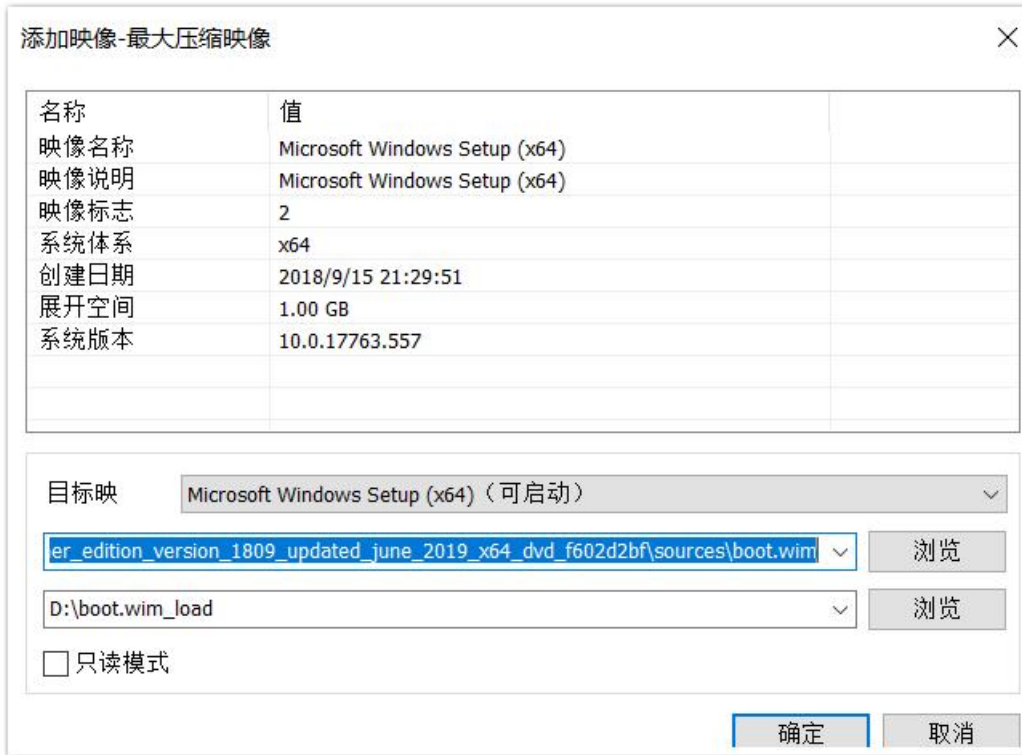 添加映像-最大压缩映像
名称 值
映像名称 Microsoft Windows Setup (x64)
映像说明 Microsoft Windows Setup (x64)
映像标志 2
系统体系 x64
创建日期 2018/9/15 21:29:51
展开空间 1.00 GB
系统版本 10.0.17763.557
目标映 Microsoft Windows Setup (x64)（可启动）
er_edition_version_1809_updated_june_2019_x64_dvd_f602d2bf\sources\boot.wim 浏览
D:\boot.wim_load 浏览
只读模式
确定 取消